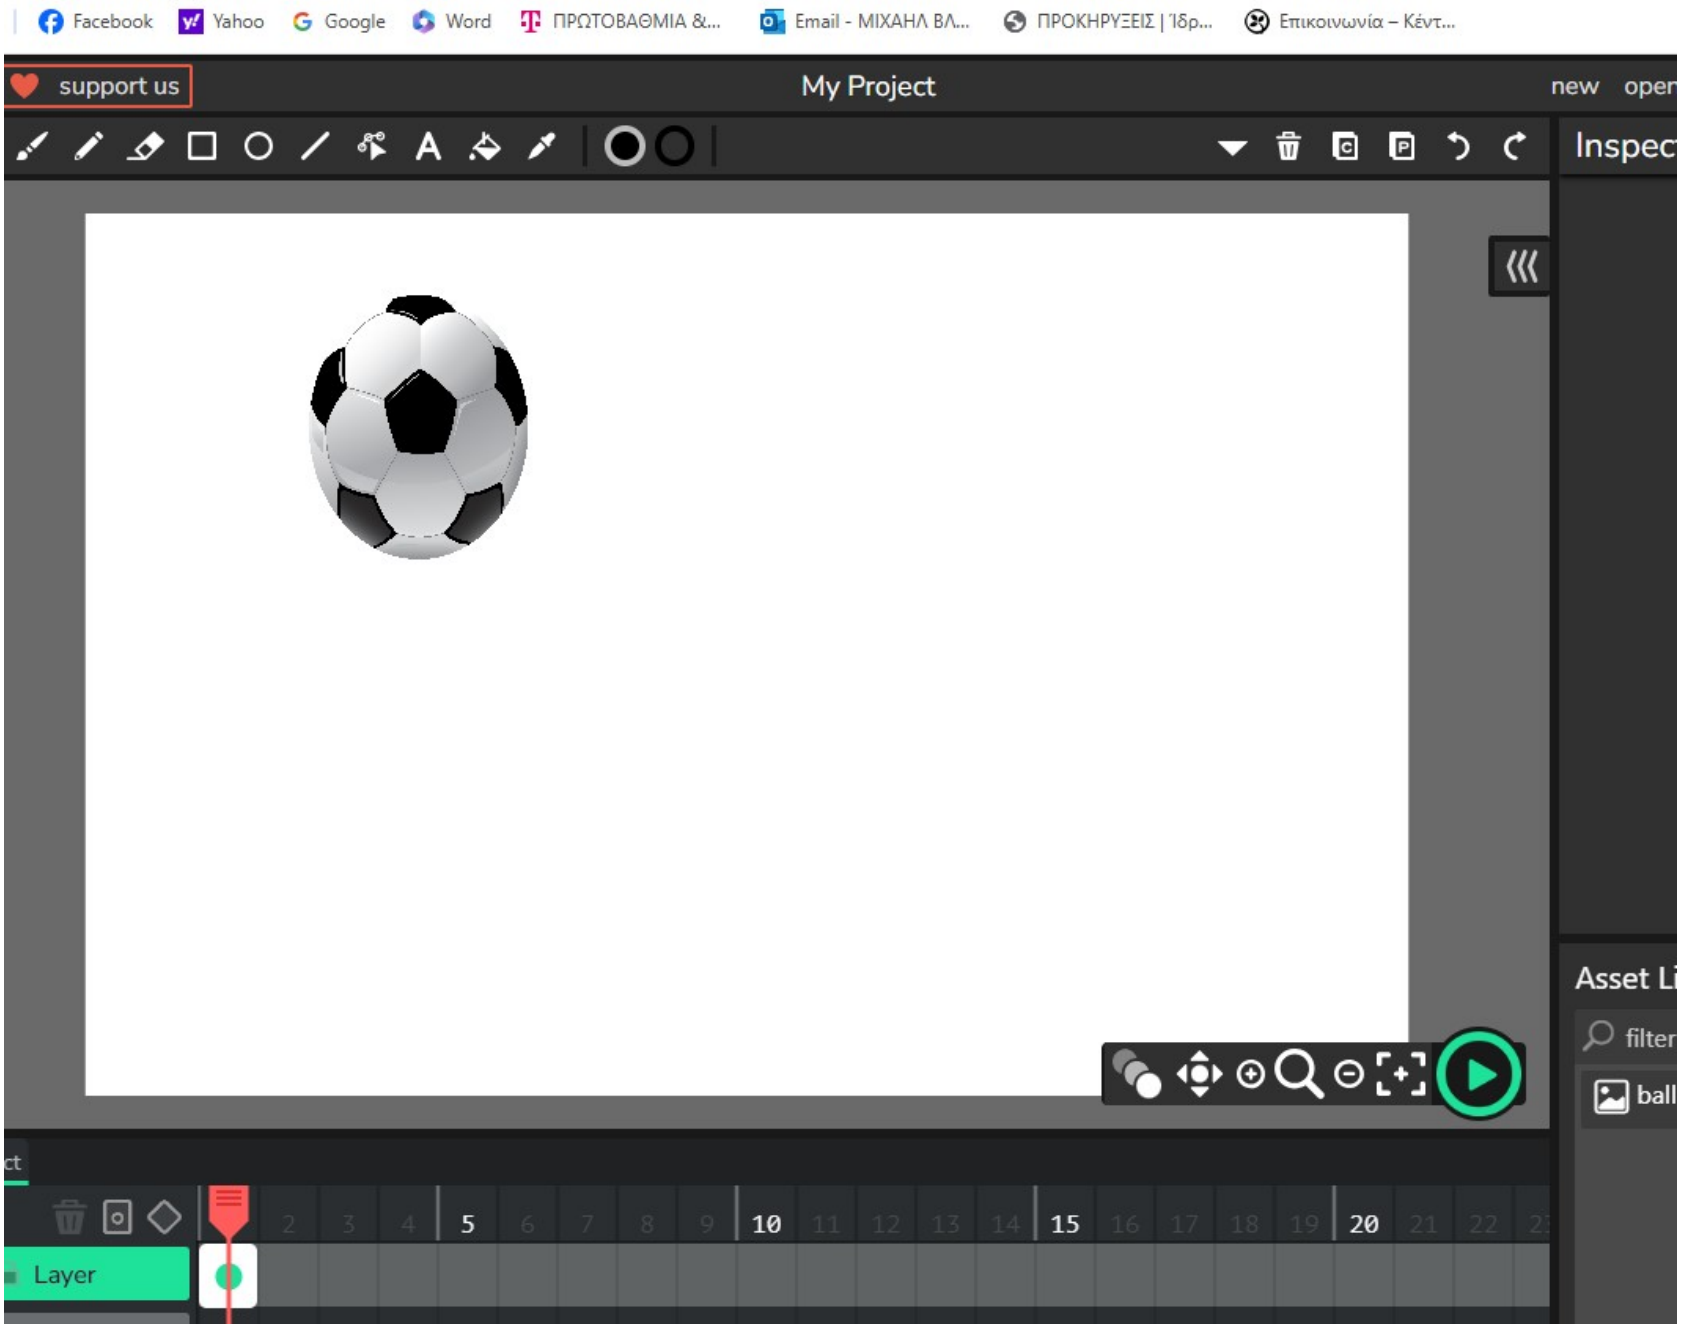 Facebook Yahoo Google Word ΠΡΩΤΟΒΑΘΜΙΑ &... Email - ΜΙΧΑΗΛ ΒΛ... ΠΡΟΚΗΡΥΞΕΙΣ | Ίδρ... Επικοινωνία – Κέντ...
support us My Project new open
A C P Inspec
Asset Li
filter
ball
ct
2 3 4 5 6 7 8 9 10 11 12 13 14 15 16 17 18 19 20 21 22 23
Layer